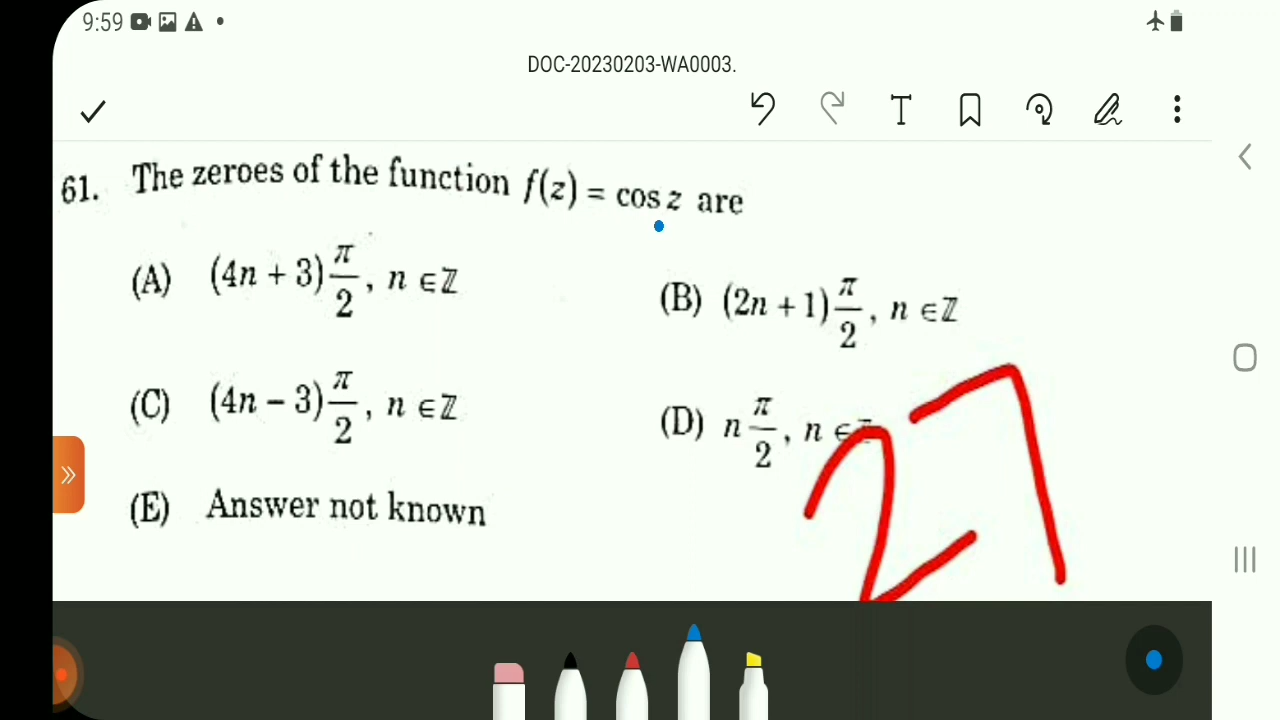 9:59
DOC-20230203-WA0003.
T
61. The zeroes of the function f(z) = cos z are
(A) (4n + 3) π/2, n ∈ ℤ
(B) (2n + 1) π/2, n ∈ ℤ
(C) (4n − 3) π/2, n ∈ ℤ
(D) n π/2, n ∈
(E) Answer not known
27